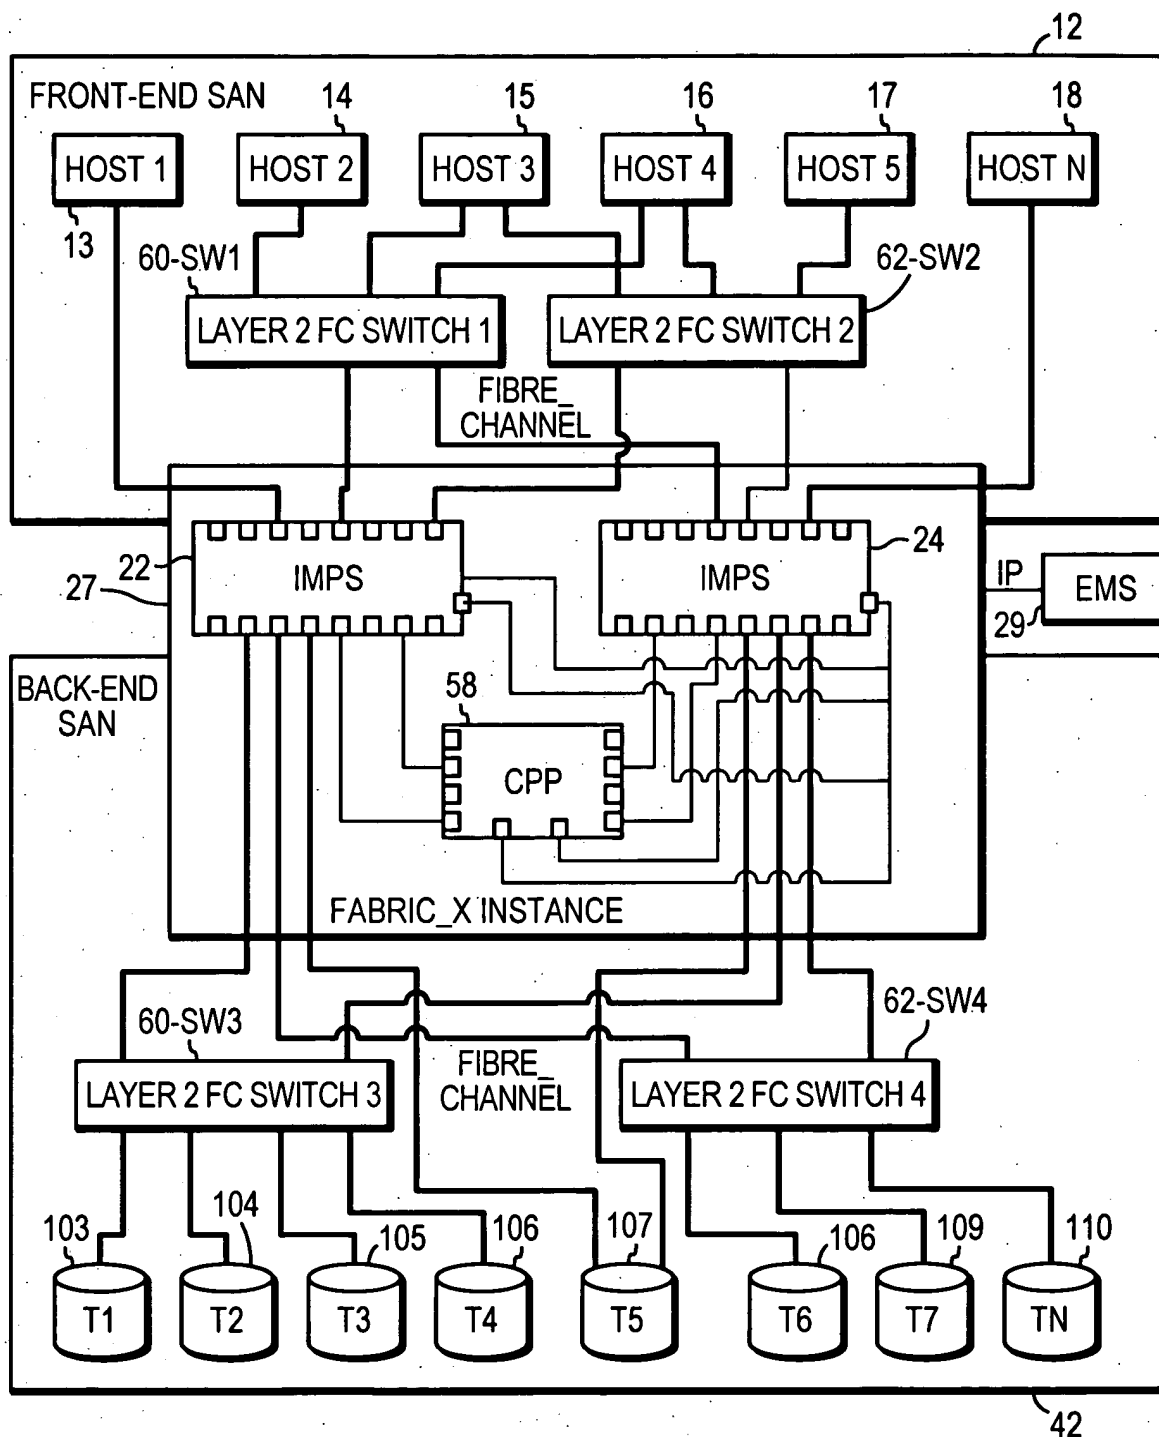 12
FRONT-END SAN
14
15
16
17
18
HOST 1
HOST 2
HOST 3
HOST 4
HOST 5
HOST N
13
60-SW1
62-SW2
LAYER 2 FC SWITCH 1
LAYER 2 FC SWITCH 2
FIBRE_
CHANNEL
22
IMPS
IMPS
24
27
IP
EMS
29
BACK-END
SAN
58
CPP
FABRIC_X INSTANCE
60-SW3
62-SW4
FIBRE_
CHANNEL
LAYER 2 FC SWITCH 3
LAYER 2 FC SWITCH 4
103
104
105
106
107
106
109
110
T1
T2
T3
T4
T5
T6
T7
TN
42